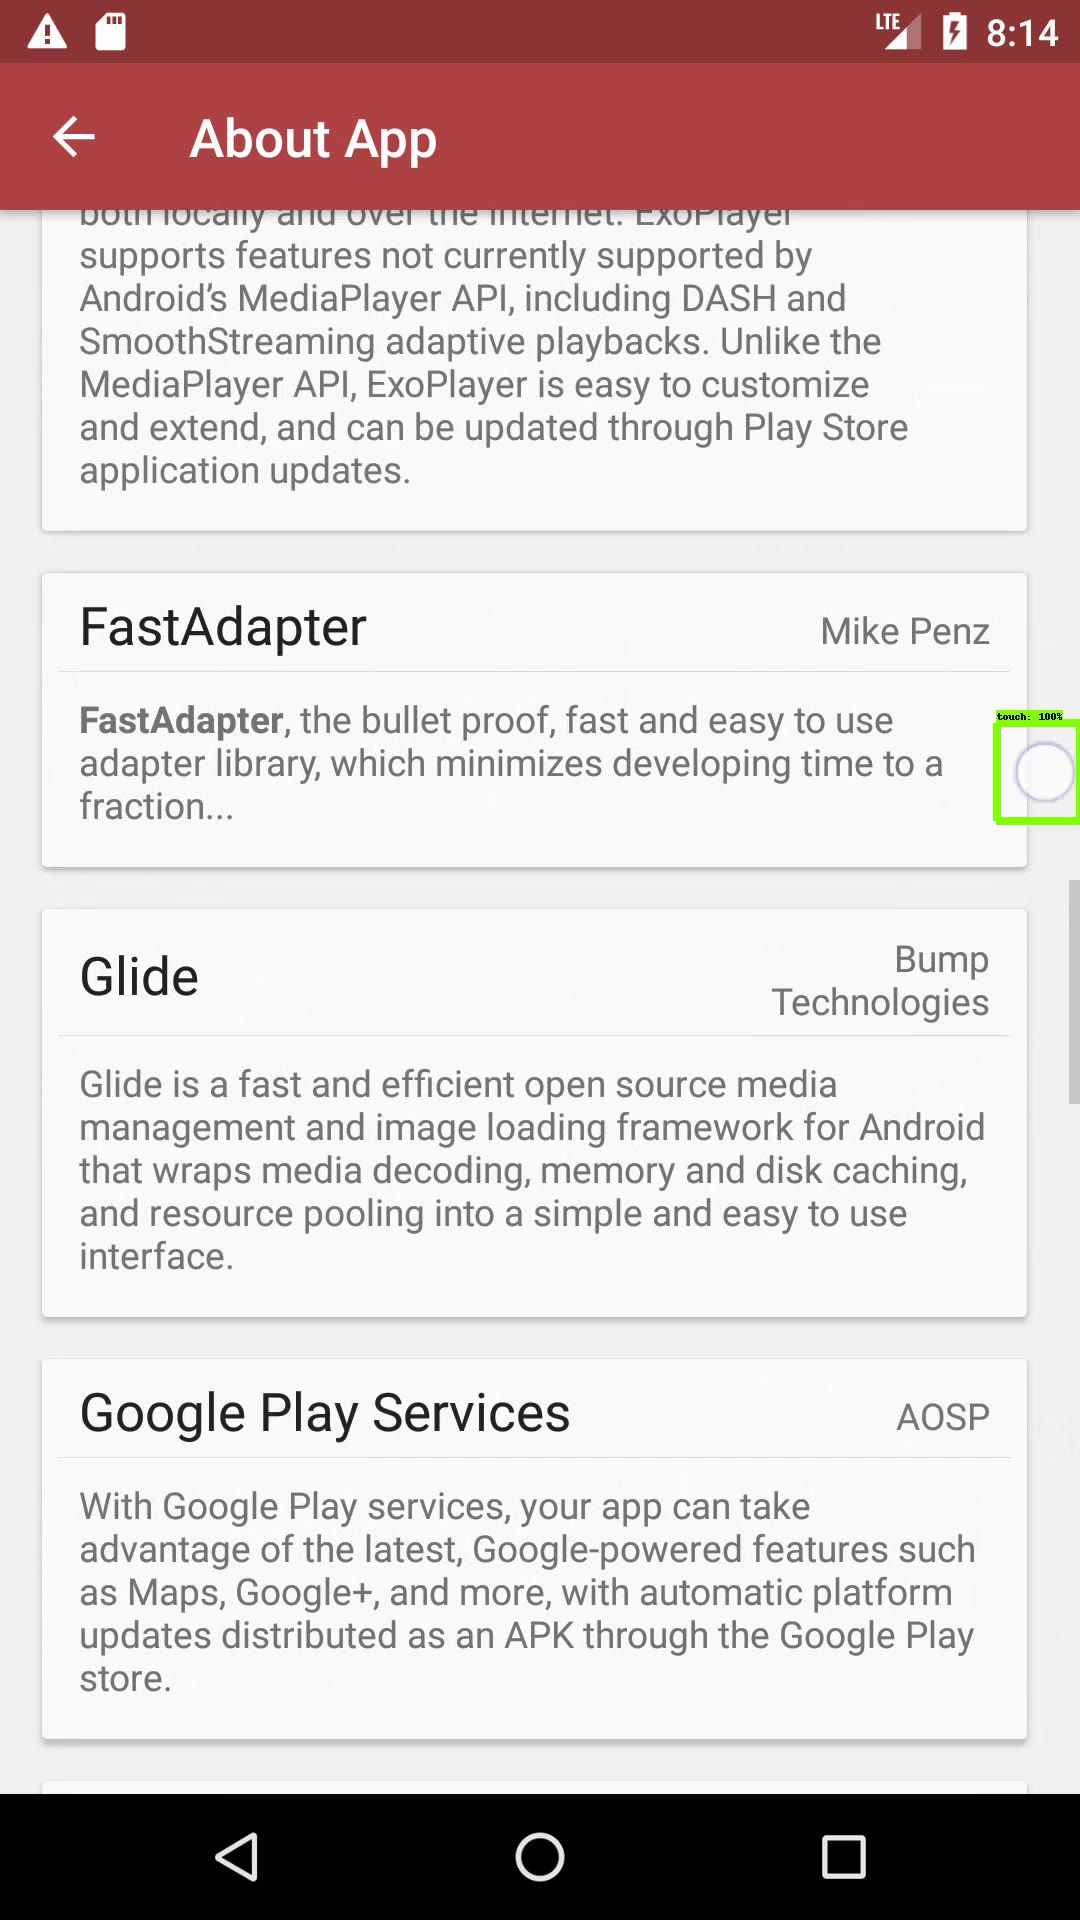 LTE 8:14
About App
both locally and over the Internet. ExoPlayer
supports features not currently supported by
Android’s MediaPlayer API, including DASH and
SmoothStreaming adaptive playbacks. Unlike the
MediaPlayer API, ExoPlayer is easy to customize
and extend, and can be updated through Play Store
application updates.
FastAdapter
Mike Penz
FastAdapter, the bullet proof, fast and easy to use
adapter library, which minimizes developing time to a
fraction...
touch: 100%
Glide
Bump
Technologies
Glide is a fast and efficient open source media
management and image loading framework for Android
that wraps media decoding, memory and disk caching,
and resource pooling into a simple and easy to use
interface.
Google Play Services
AOSP
With Google Play services, your app can take
advantage of the latest, Google-powered features such
as Maps, Google+, and more, with automatic platform
updates distributed as an APK through the Google Play
store.